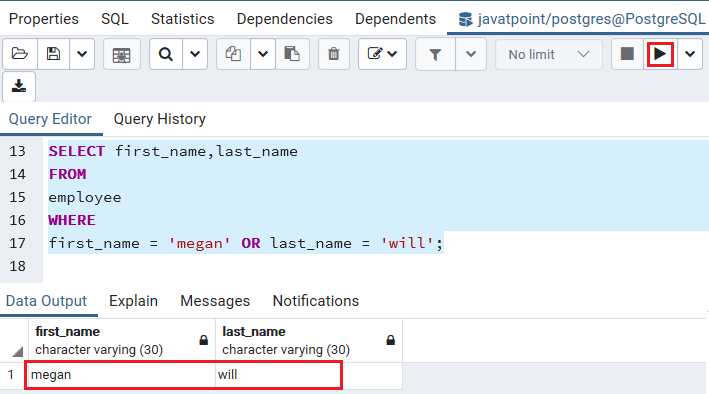 Properties SQL Statistics Dependencies Dependents javatpoint/postgres@PostgreSQL
No limit
Query Editor Query History
13 SELECT first_name,last_name
14 FROM
15 employee
16 WHERE
17 first_name = 'megan' OR last_name = 'will';
18
Data Output Explain Messages Notifications
first_name last_name
character varying (30) character varying (30)
1 megan will